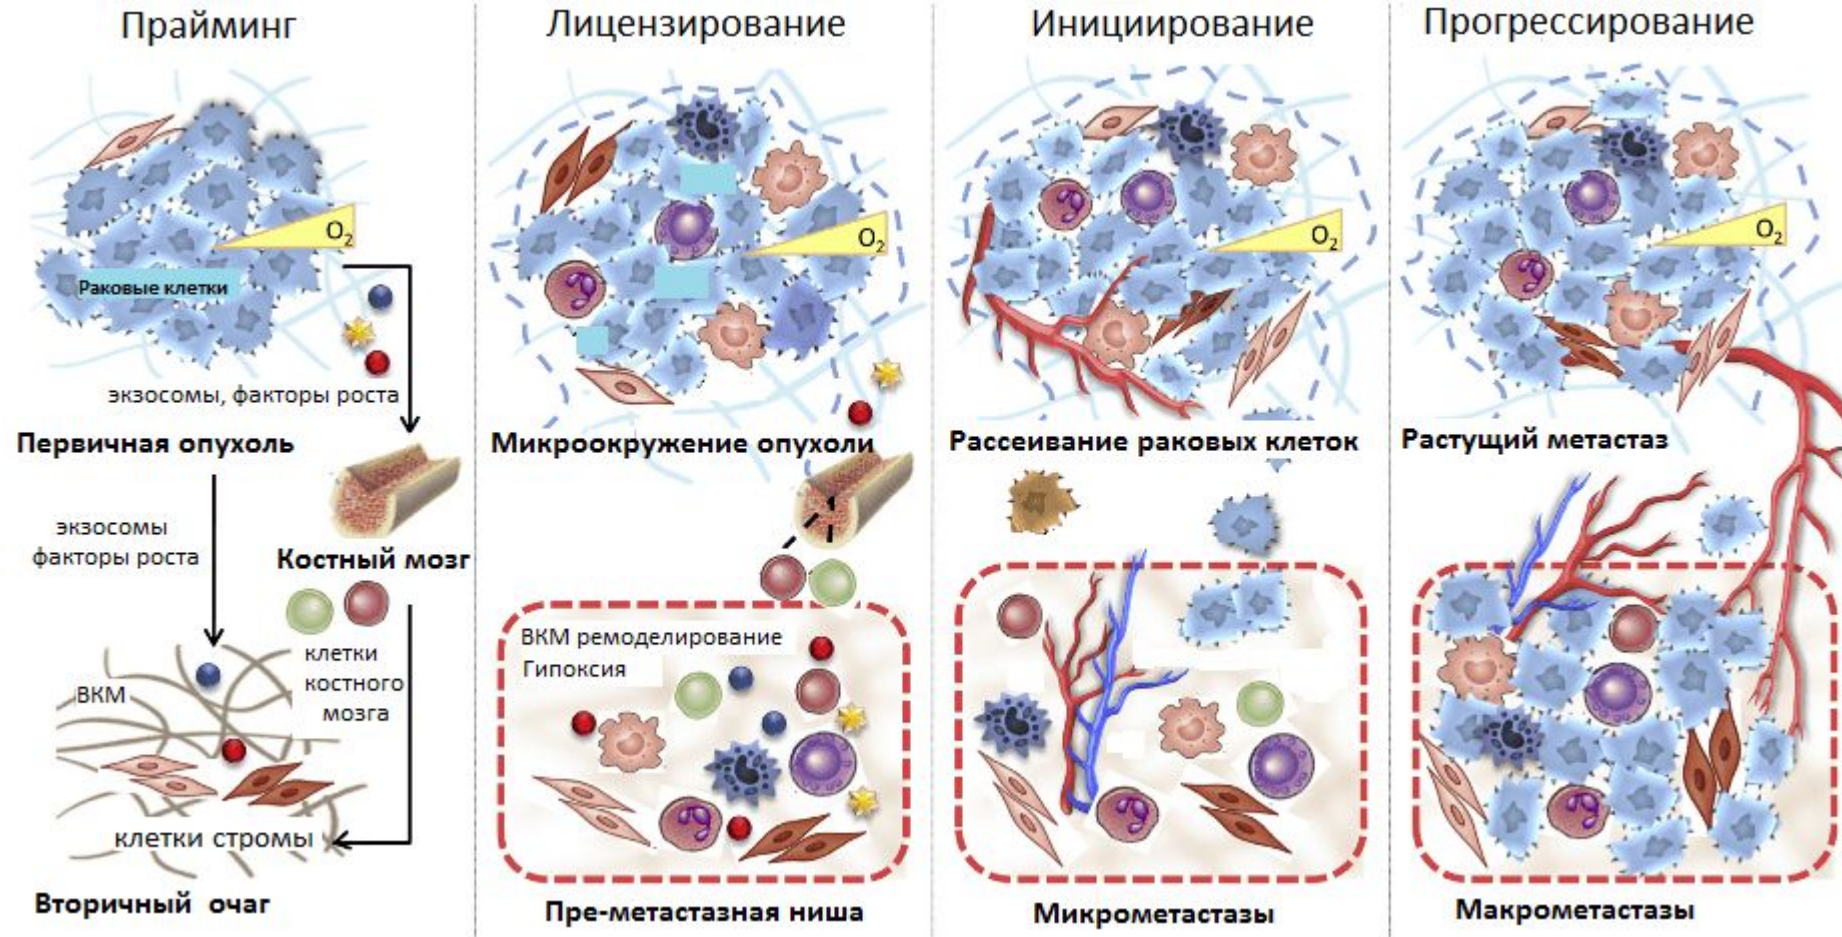 Прайминг
O2
Раковые клетки
экзосомы, факторы роста
Первичная опухоль
экзосомы
факторы роста
Костный мозг
клетки
костного
мозга
ВКМ
клетки стромы
Вторичный очаг
Лицензирование
O2
Микроокружение опухоли
ВКМ ремоделирование
Гипоксия
Пре-метастазная ниша
Инициирование
O2
Рассеивание раковых клеток
Микрометастазы
Прогрессирование
O2
Растущий метастаз
Макрометастазы